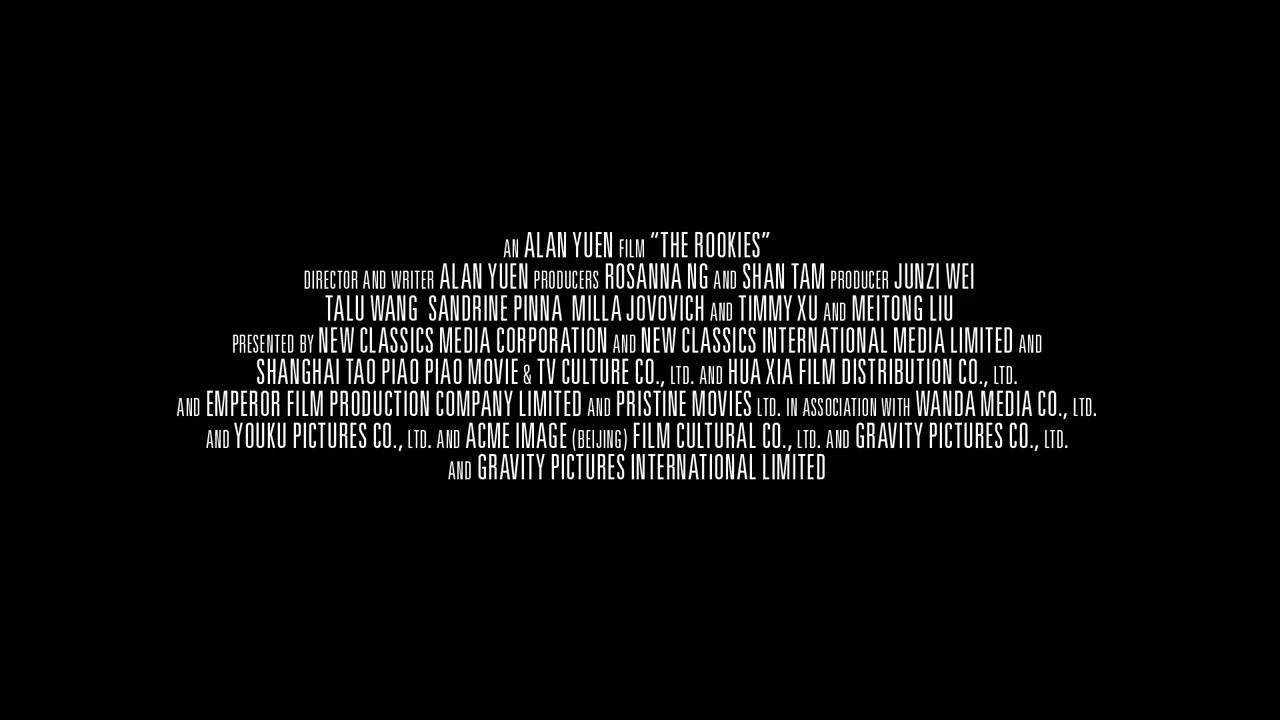 AN ALAN YUEN FILM “THE ROOKIES”
DIRECTOR AND WRITER ALAN YUEN PRODUCERS ROSANNA NG AND SHAN TAM PRODUCER JUNZI WEI
TALU WANG SANDRINE PINNA MILLA JOVOVICH AND TIMMY XU AND MEITONG LIU
PRESENTED BY NEW CLASSICS MEDIA CORPORATION AND NEW CLASSICS INTERNATIONAL MEDIA LIMITED AND
SHANGHAI TAO PIAO PIAO MOVIE & TV CULTURE CO., LTD. AND HUA XIA FILM DISTRIBUTION CO., LTD.
AND EMPEROR FILM PRODUCTION COMPANY LIMITED AND PRISTINE MOVIES LTD. IN ASSOCIATION WITH WANDA MEDIA CO., LTD.
AND YOUKU PICTURES CO., LTD. AND ACME IMAGE (BEIJING) FILM CULTURAL CO., LTD. AND GRAVITY PICTURES CO., LTD.
AND GRAVITY PICTURES INTERNATIONAL LIMITED